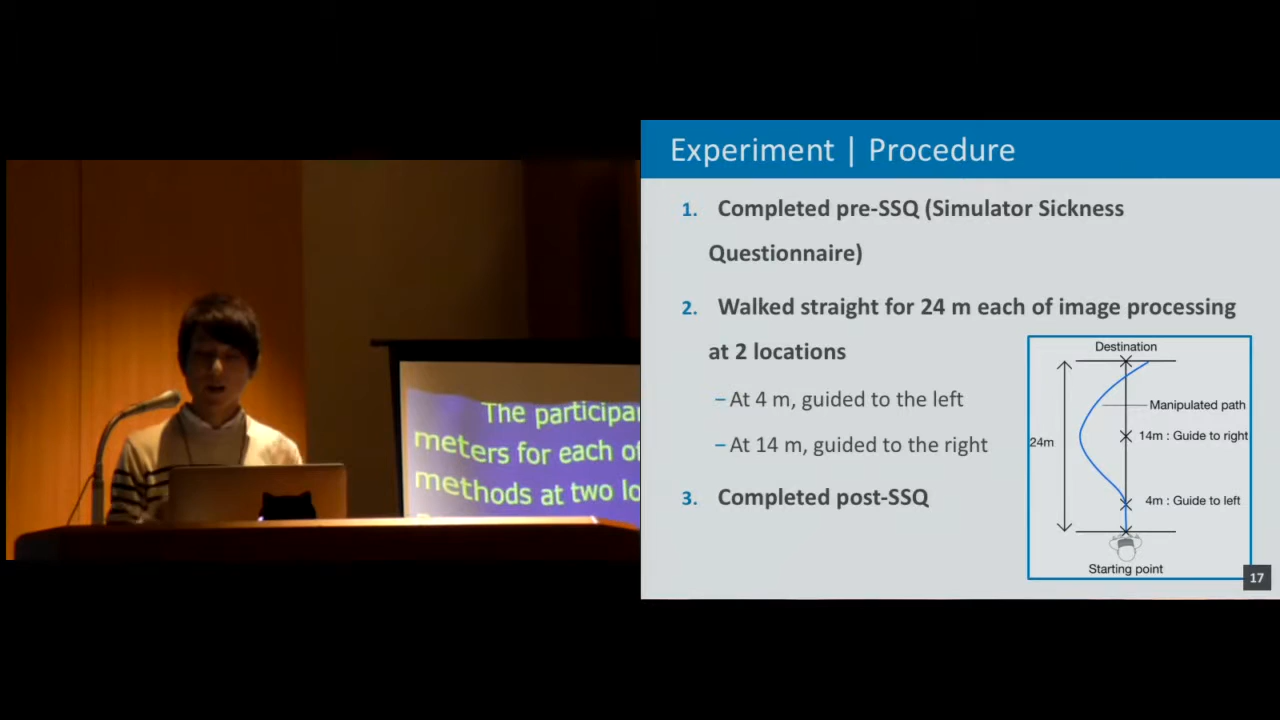 Experiment | Procedure
1. Completed pre-SSQ (Simulator Sickness
Questionnaire)
2. Walked straight for 24 m each of image processing
at 2 locations
– At 4 m, guided to the left
– At 14 m, guided to the right
3. Completed post-SSQ
Destination
Manipulated path
24m
14m : Guide to right
4m : Guide to left
Starting point
17
The
meters for each
methods at two